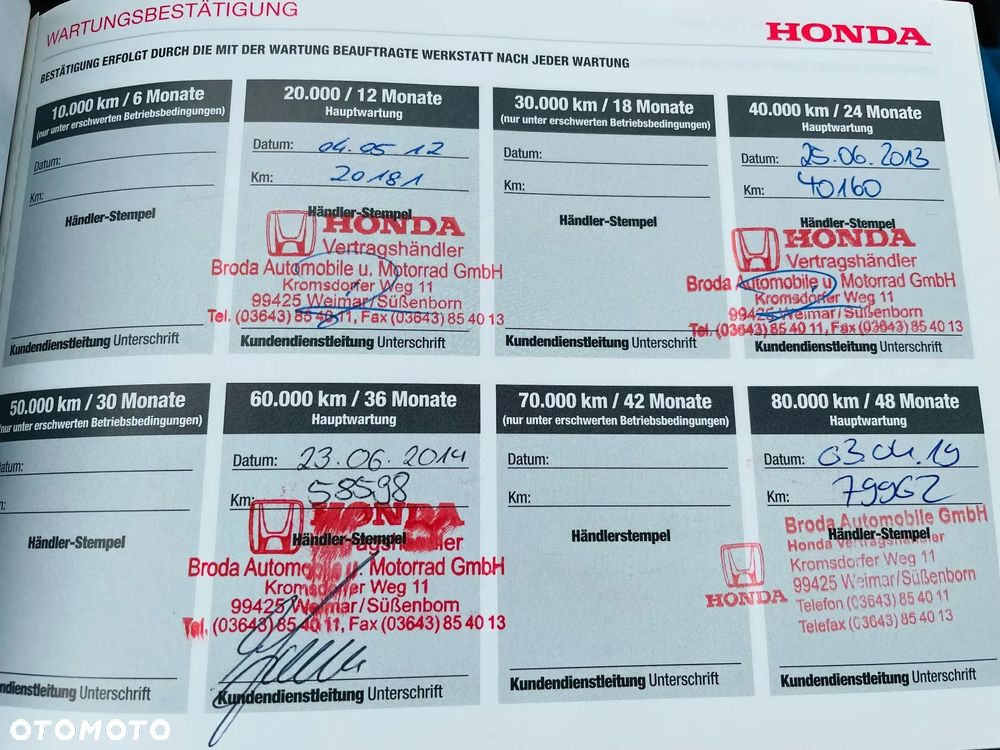 WARTUNGSBESTÄTIGUNG
HONDA
BESTÄTIGUNG ERFOLGT DURCH DIE MIT DER WARTUNG BEAUFTRAGTE WERKSTATT NACH JEDER WARTUNG
10.000 km / 6 Monate
(nur unter erschwerten Betriebsbedingungen)
Datum:
Km:
Händler-Stempel
Kundendienstleitung Unterschrift
20.000 / 12 Monate
Hauptwartung
Datum: 04.05 12
Km: 20181
Händler-Stempel
HONDA
Vertragshändler
Broda Automobile u. Motorrad GmbH
Kromsdorfer Weg 11
99425 Weimar/Süßenborn
Tel. (03643) 85 40 11, Fax (03643) 85 40 13
Kundendienstleitung Unterschrift
30.000 km / 18 Monate
(nur unter erschwerten Betriebsbedingungen)
Datum:
Km:
Händler-Stempel
Kundendienstleitung Unterschrift
40.000 km / 24 Monate
Hauptwartung
Datum: 25.06.2013
Km: 40160
Händler-Stempel
HONDA
Vertragshändler
Broda Automobile u. Motorrad GmbH
Kromsdorfer Weg 11
99425 Weimar/Süßenborn
Tel. (03643) 85 40 11, Fax (03643) 85 40 13
Kundendienstleitung Unterschrift
50.000 km / 30 Monate
nur unter erschwerten Betriebsbedingungen)
atum:
Händler-Stempel
ndienstleitung Unterschrift
60.000 km / 36 Monate
Hauptwartung
Datum: 23.06.2014
Km: 58598
HONDA
Händler-Stempel
Vertragshändler
Broda Automobile u. Motorrad GmbH
Kromsdorfer Weg 11
99425 Weimar/Süßenborn
Tel. (03643) 85 40 11, Fax (03643) 85 40 13
Kundendienstleitung Unterschrift
70.000 km / 42 Monate
(nur unter erschwerten Betriebsbedingungen)
Datum:
Km:
Händlerstempel
Kundendienstleitung Unterschrift
80.000 km / 48 Monate
Hauptwartung
Datum: 03.04.19
Km: 79962
Broda Automobile GmbH
Händler-Stempel
Honda Vertragshändler
Kromsdorfer Weg 11
99425 Weimar/Süßenborn
Telefon (03643) 85 40 11
Telefax (03643) 85 40 13
HONDA
Kundendienstleitung Unterschrift
OTOMOTO